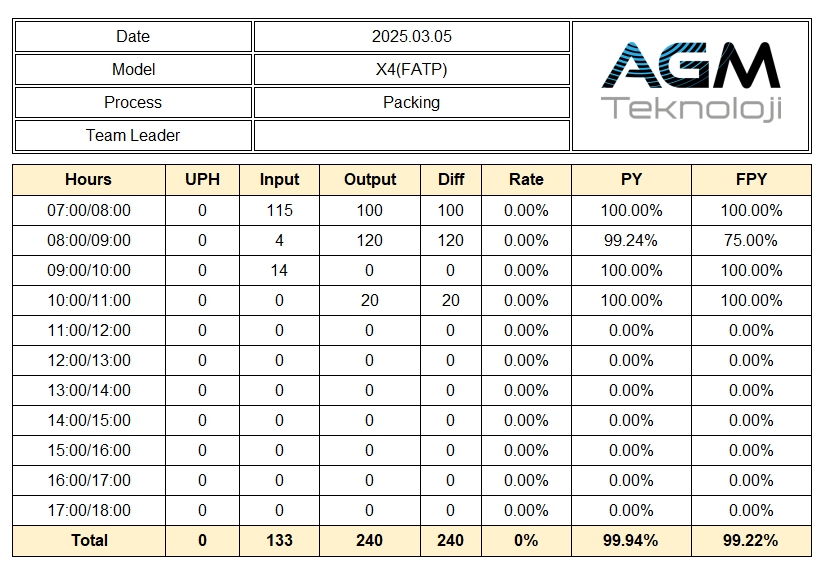 Date 2025.03.05
Model X4(FATP)
Process Packing
Team Leader
AGM
Teknoloji
Hours UPH Input Output Diff Rate PY FPY
07:00/08:00 0 115 100 100 0.00% 100.00% 100.00%
08:00/09:00 0 4 120 120 0.00% 99.24% 75.00%
09:00/10:00 0 14 0 0 0.00% 100.00% 100.00%
10:00/11:00 0 0 20 20 0.00% 100.00% 100.00%
11:00/12:00 0 0 0 0 0.00% 0.00% 0.00%
12:00/13:00 0 0 0 0 0.00% 0.00% 0.00%
13:00/14:00 0 0 0 0 0.00% 0.00% 0.00%
14:00/15:00 0 0 0 0 0.00% 0.00% 0.00%
15:00/16:00 0 0 0 0 0.00% 0.00% 0.00%
16:00/17:00 0 0 0 0 0.00% 0.00% 0.00%
17:00/18:00 0 0 0 0 0.00% 0.00% 0.00%
Total 0 133 240 240 0% 99.94% 99.22%